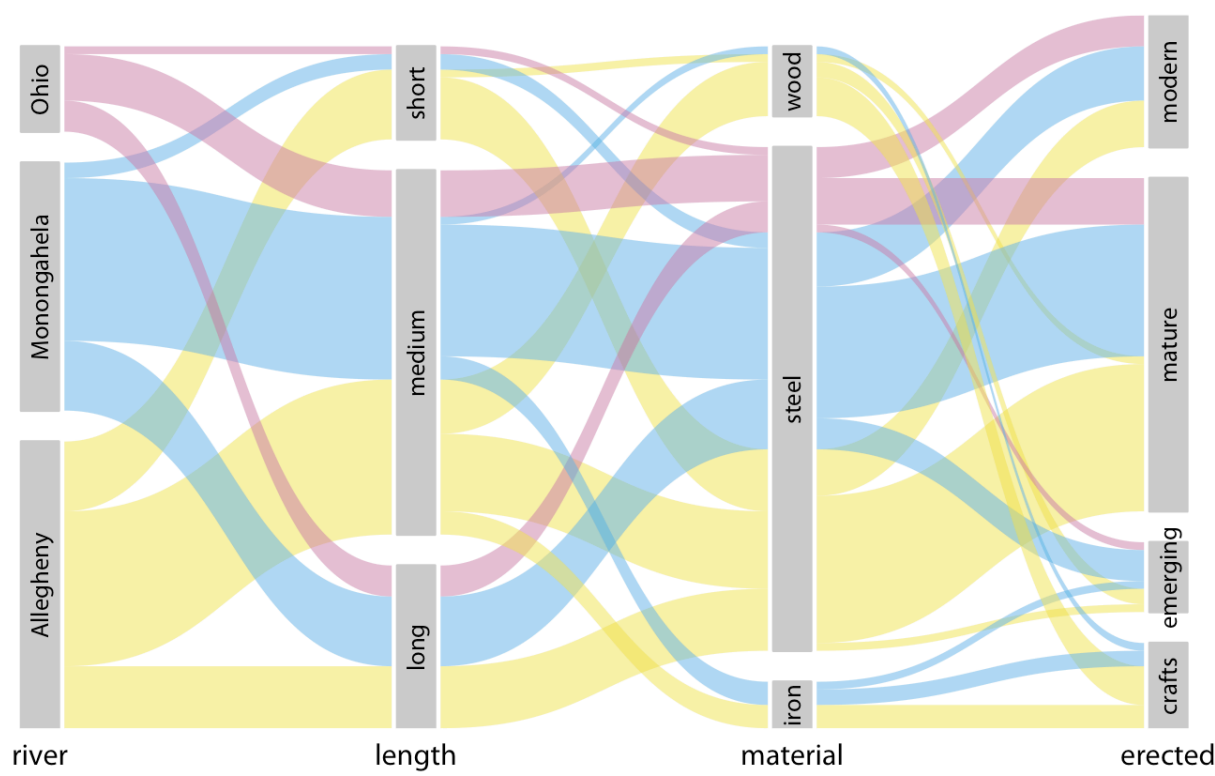 Ohio
Monongahela
Allegheny
short
medium
long
wood
steel
iron
modern
mature
emerging
crafts
river
length
material
erected